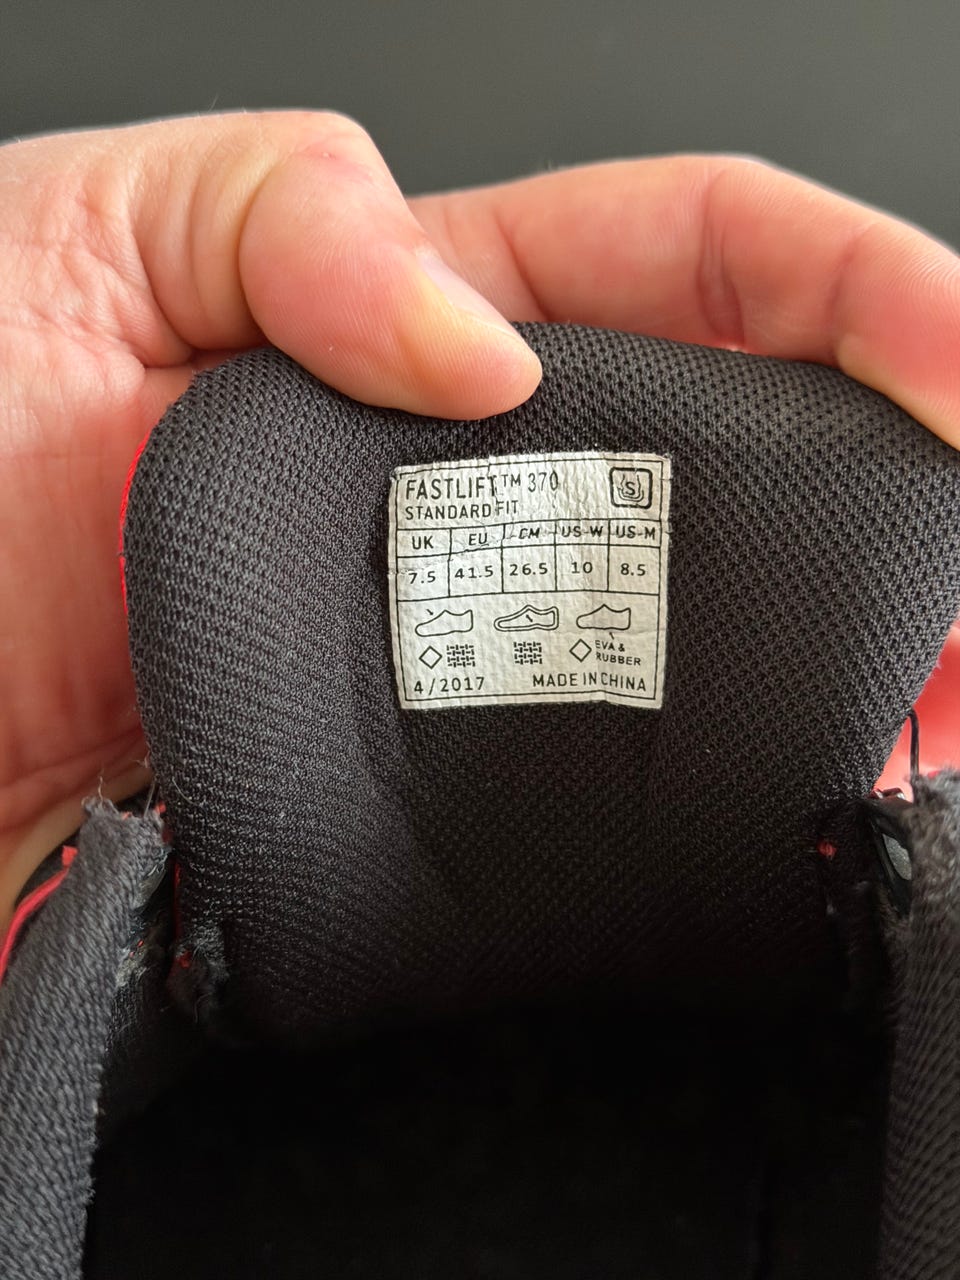 FASTLIFT™ 370
S
STANDARD FIT
UK EU CM US-W US-M
7.5 41.5 26.5 10 8.5
EVA &
RUBBER
4/2017 MADE IN CHINA